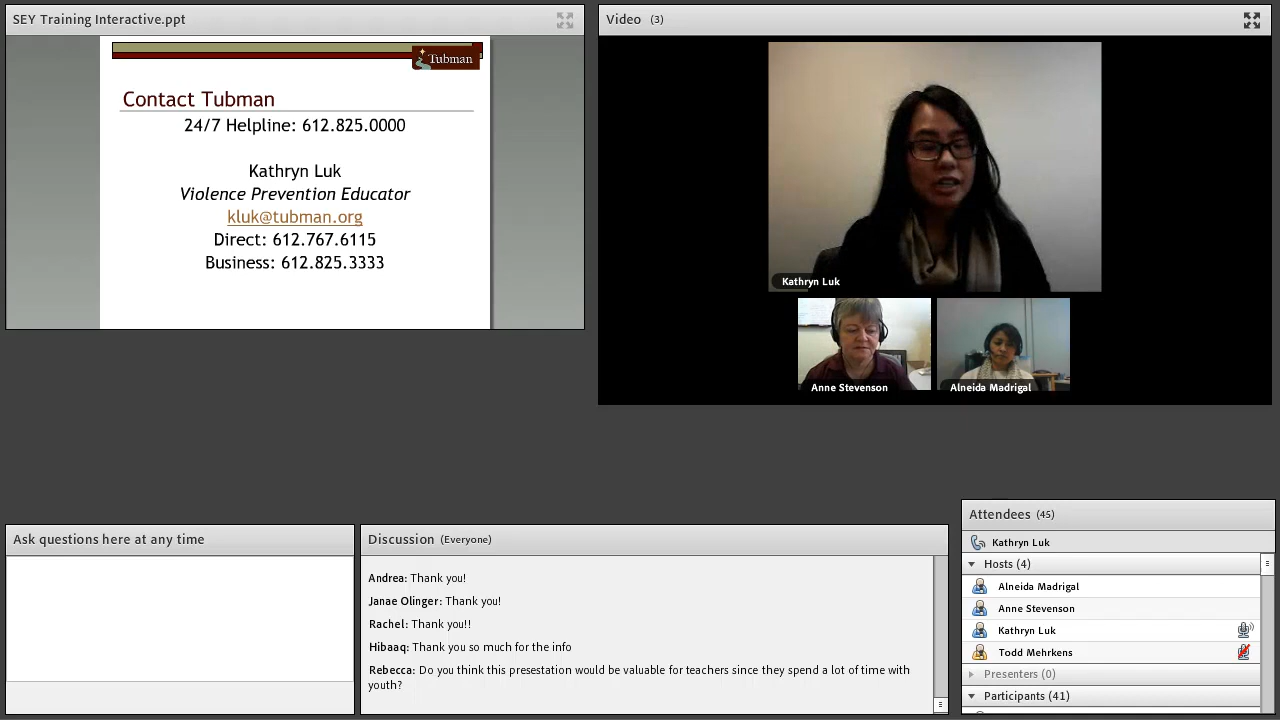 SEY Training Interactive.ppt
Tubman
Contact Tubman
24/7 Helpline: 612.825.0000
Kathryn Luk
Violence Prevention Educator
kluk@tubman.org
Direct: 612.767.6115
Business: 612.825.3333
Video (3)
Kathryn Luk
Anne Stevenson
Alneida Madrigal
Ask questions here at any time
Discussion (Everyone)
Andrea: Thank you!
Janae Olinger: Thank you!
Rachel: Thank you!!
Hibaaq: Thank you so much for the info
Rebecca: Do you think this presestation would be valuable for teachers since they spend a lot of time with
youth?
Attendees (45)
Kathryn Luk
Hosts (4)
Alneida Madrigal
Anne Stevenson
Kathryn Luk
Todd Mehrkens
Presenters (0)
Participants (41)